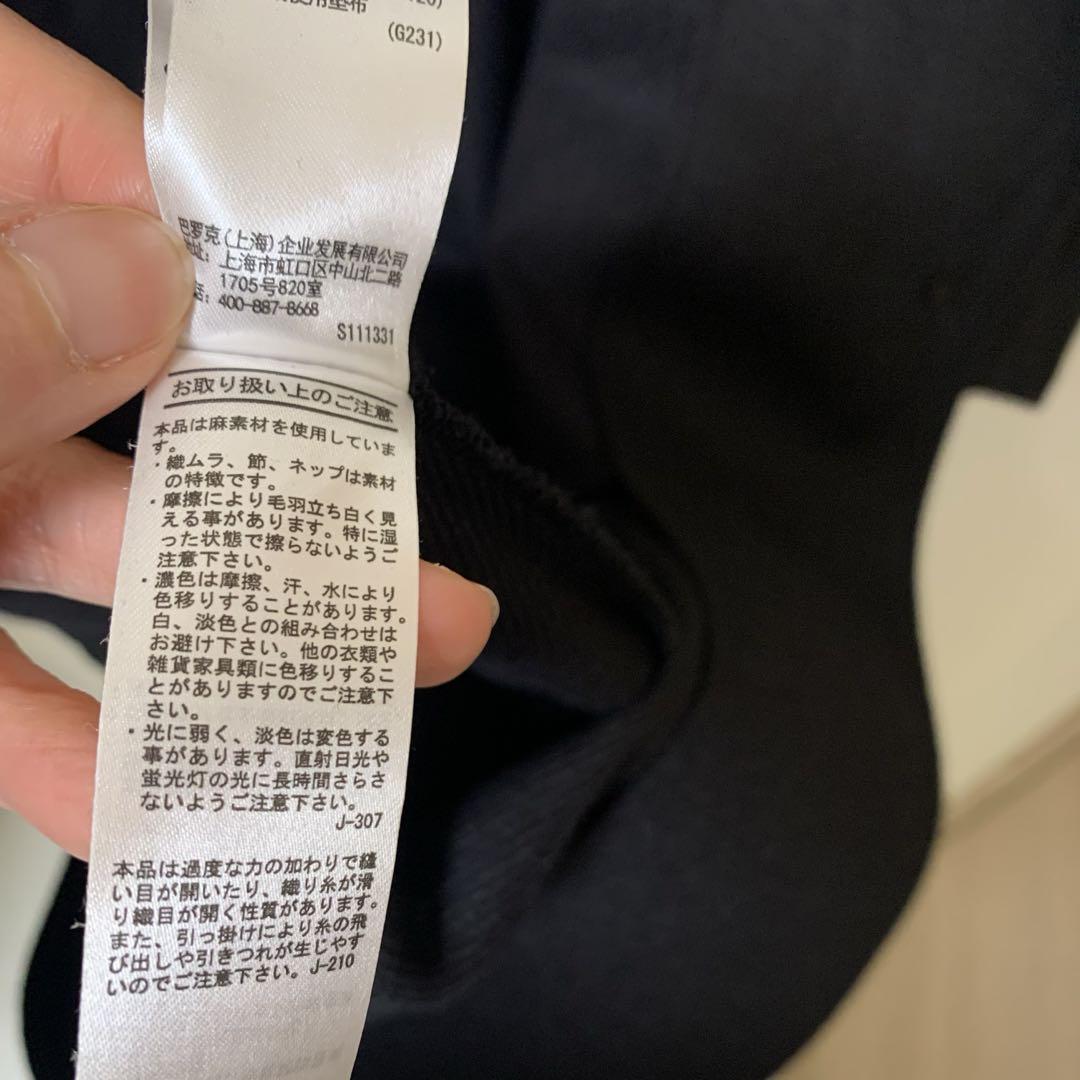 (G231)
巴罗克(上海)企业发展有限公司
地址: 上海市虹口区中山北二路
1705号820室
400-887-8668
S111331
お取り扱い上のご注意
本品は麻素材を使用していま
す。
・織ムラ、節、ネップは素材
の特徴です。
・摩擦により毛羽立ち白く見
える事があります。特に湿
った状態で擦らないようご
注意下さい。
・濃色は摩擦、汗、水により
色移りすることがあります。
白、淡色との組み合わせは
お避け下さい。他の衣類や
雑貨家具類に色移りするこ
とがありますのでご注意下
さい。
・光に弱く、淡色は変色する
事があります。直射日光や
蛍光灯の光に長時間さらさ
ないようご注意下さい。
J-307
本品は過度な力の加わりで縫
い目が開いたり、織り糸が滑
り織目が開く性質があります。
また、引っ掛けにより糸の飛
び出しや引きつれが生じやす
いのでご注意下さい。J-210